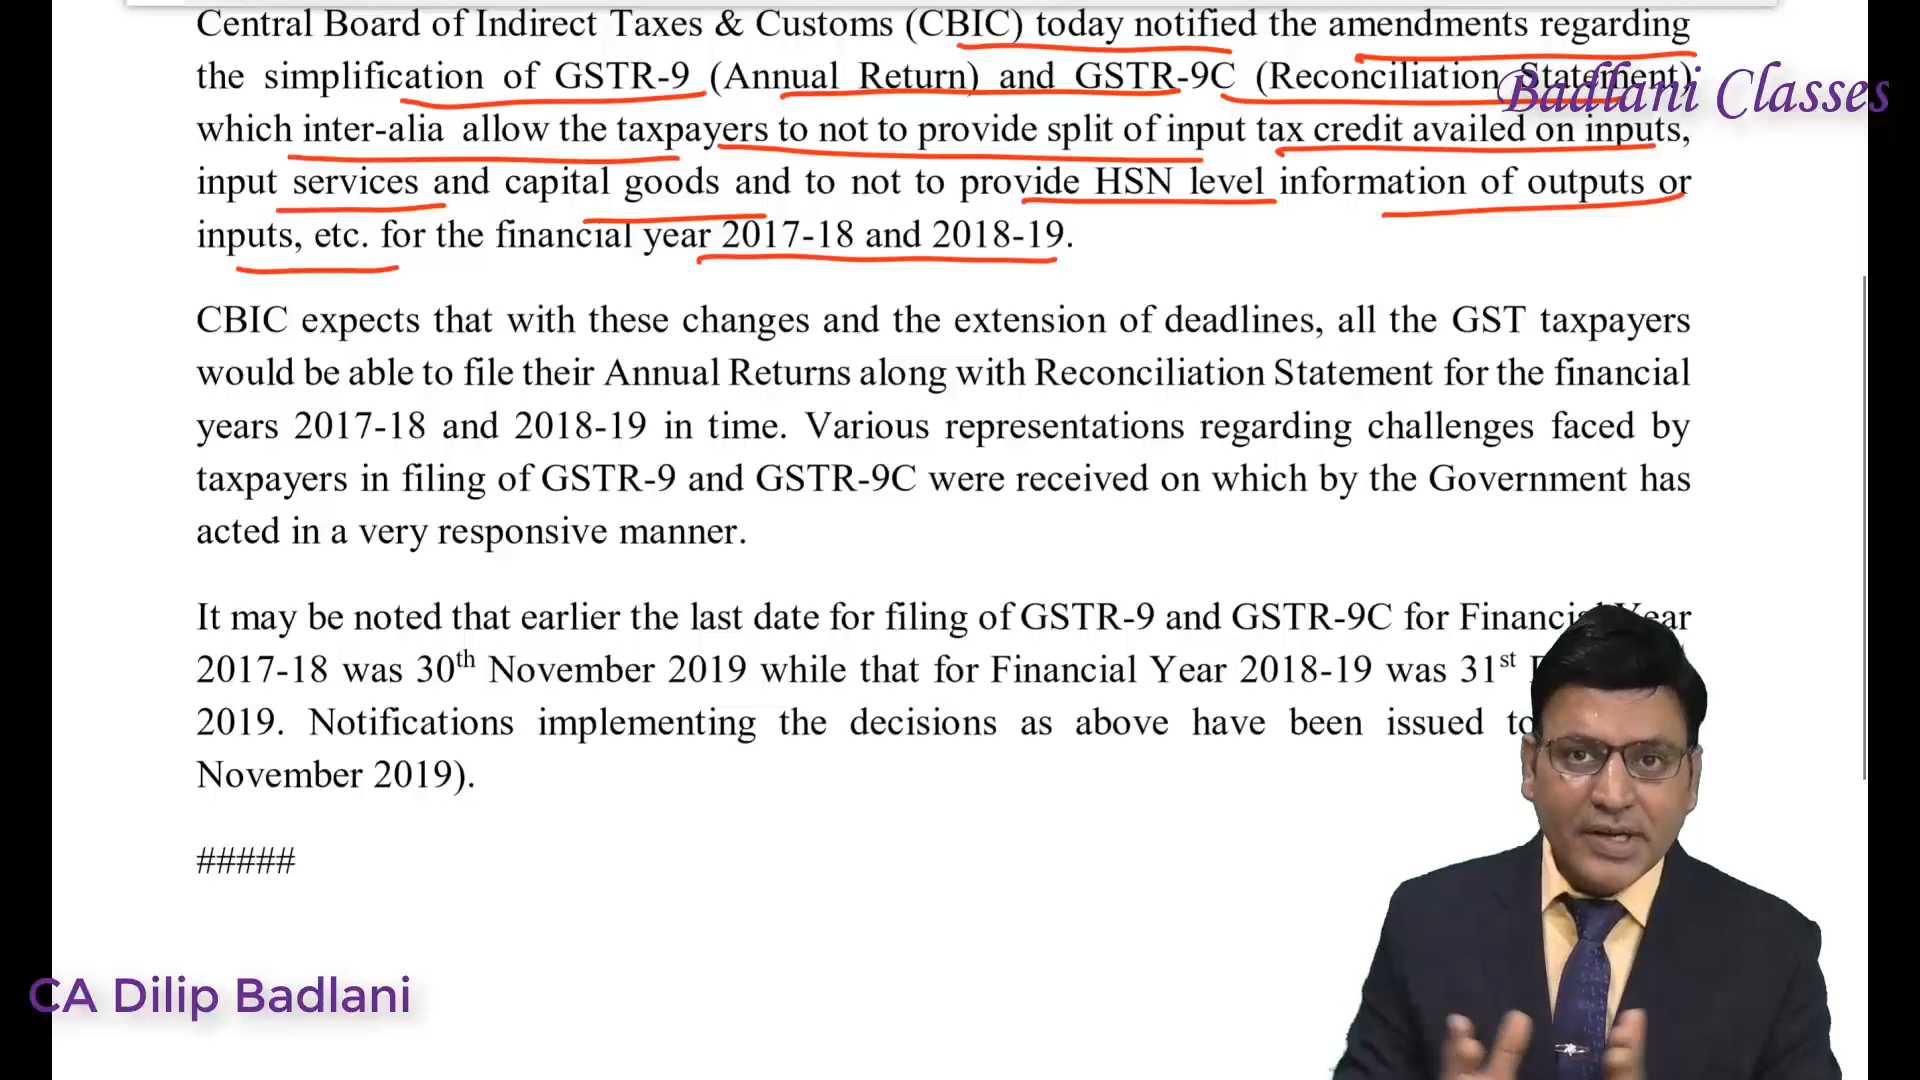 Central Board of Indirect Taxes & Customs (CBIC) today notified the amendments regarding
the simplification of GSTR-9 (Annual Return) and GSTR-9C (Reconciliation Statement),
Badlani Classes
which inter-alia allow the taxpayers to not to provide split of input tax credit availed on inputs,
input services and capital goods and to not to provide HSN level information of outputs or
inputs, etc. for the financial year 2017-18 and 2018-19.
CBIC expects that with these changes and the extension of deadlines, all the GST taxpayers
would be able to file their Annual Returns along with Reconciliation Statement for the financial
years 2017-18 and 2018-19 in time. Various representations regarding challenges faced by
taxpayers in filing of GSTR-9 and GSTR-9C were received on which by the Government has
acted in a very responsive manner.
It may be noted that earlier the last date for filing of GSTR-9 and GSTR-9C for Financial Year
2017-18 was 30th November 2019 while that for Financial Year 2018-19 was 31st
2019. Notifications implementing the decisions as above have been issued
November 2019).
#####
CA Dilip Badlani